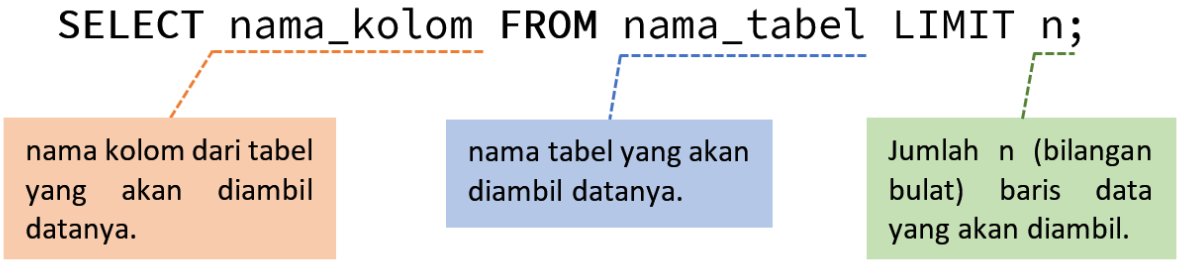 SELECT nama_kolom FROM nama_tabel LIMIT n;
nama kolom dari tabel
yang akan diambil
datanya.
nama tabel yang akan
diambil datanya.
Jumlah n (bilangan
bulat) baris data
yang akan diambil.